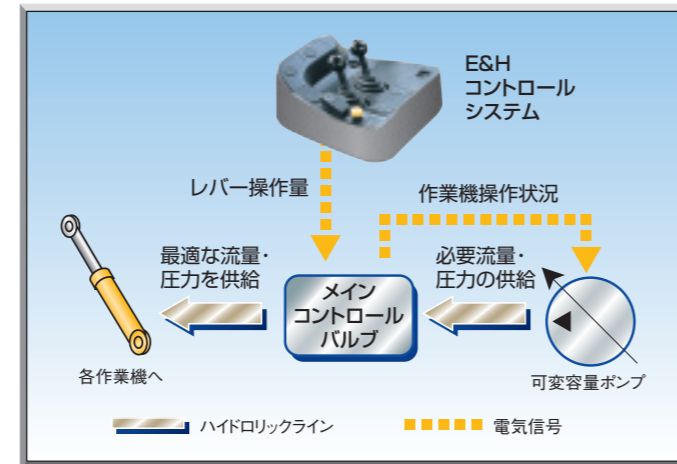 E&H
コントロール
システム
レバー操作量
作業機操作状況
最適な流量・
圧力を供給
必要流量・
圧力の供給
メイン
コントロール
バルブ
各作業機へ
可変容量ポンプ
ハイドロリックライン
電気信号